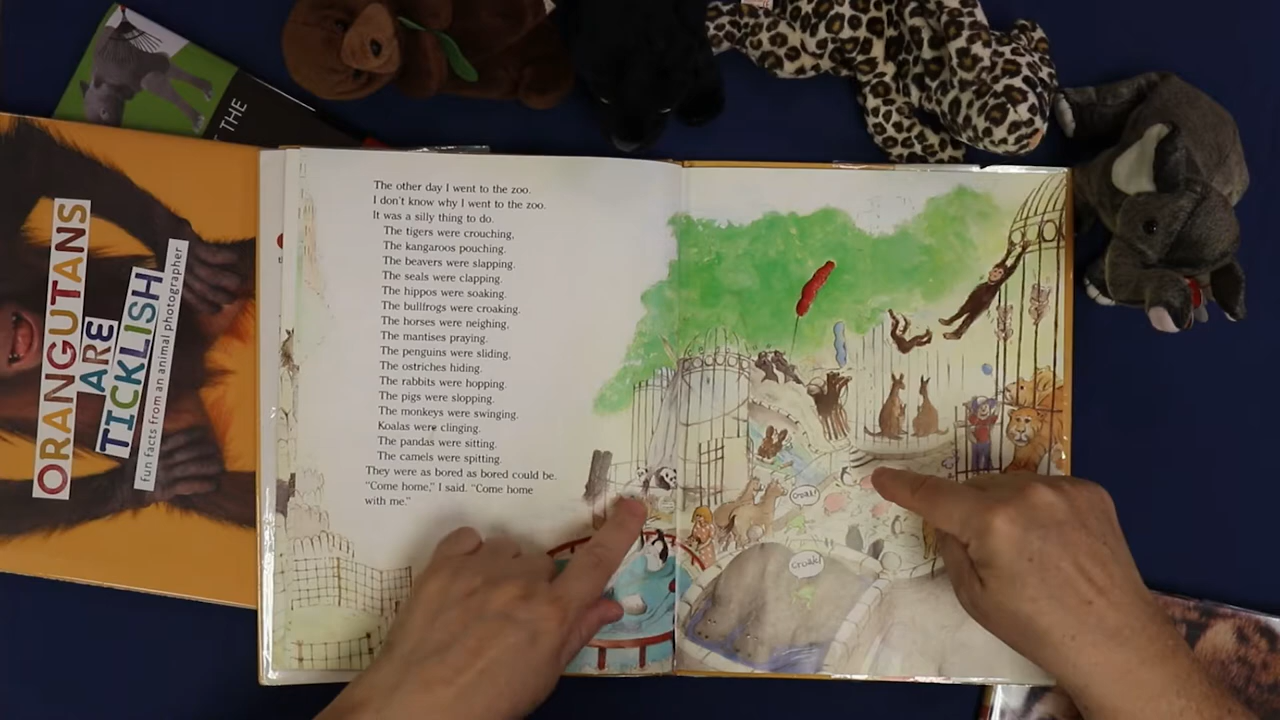 THE
ORANGUTANS
ARE
TICKLISH
fun facts from an animal photographer
The other day I went to the zoo.
I don't know why I went to the zoo.
It was a silly thing to do.
The tigers were crouching,
The kangaroos pouching.
The beavers were slapping.
The seals were clapping.
The hippos were soaking.
The bullfrogs were croaking.
The horses were neighing,
The mantises praying.
The penguins were sliding,
The ostriches hiding.
The rabbits were hopping.
The pigs were slopping.
The monkeys were swinging.
Koalas were clinging.
The pandas were sitting.
The camels were spitting.
They were as bored as bored could be.
"Come home," I said. "Come home
with me."
Croak!
Croak!